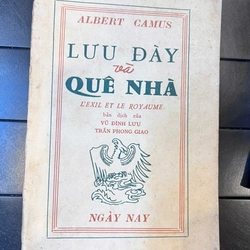 ALBERT CAMUS
LƯU ĐÀY
và
QUÊ NHÀ
L'EXIL ET LE ROYAUME
bản dịch của
VŨ ĐÌNH LƯU
TRẦN PHONG GIAO
NGÀY NAY